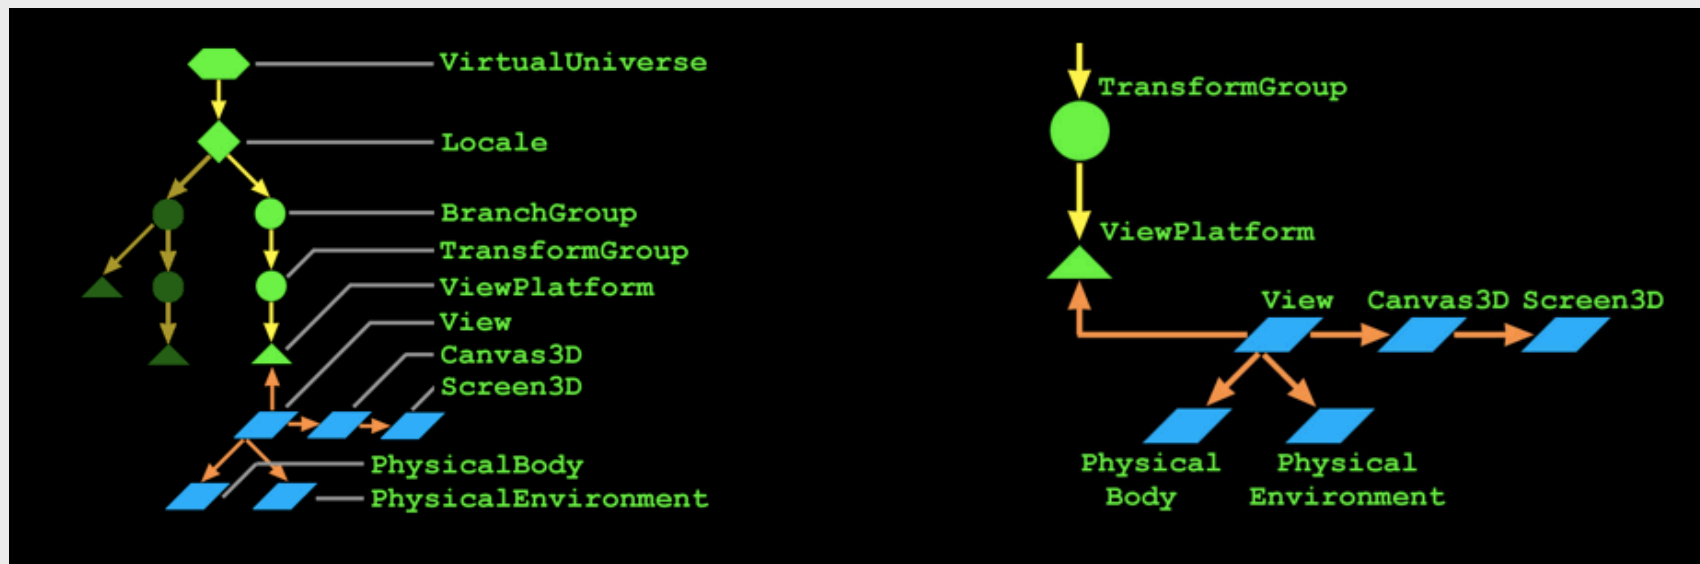 VirtualUniverse
Locale
BranchGroup
TransformGroup
ViewPlatform
View
Canvas3D
Screen3D
PhysicalBody
PhysicalEnvironment
TransformGroup
ViewPlatform
View Canvas3D Screen3D
Physical Physical
Body Environment